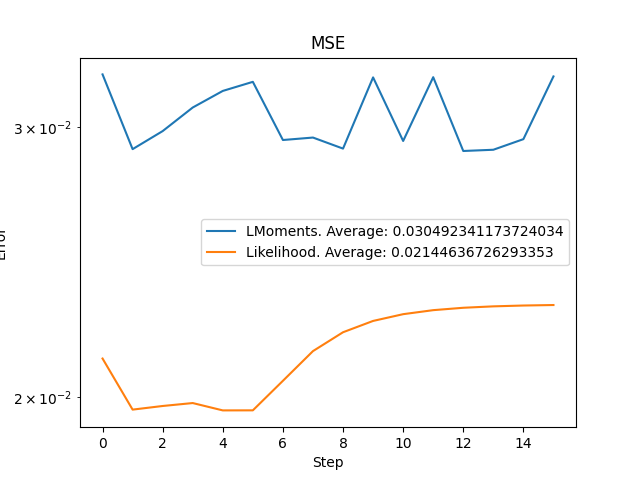 MSE
3 × 10⁻²
LMoments. Average: 0.030492341173724034
Likelihood. Average: 0.02144636726293353
Error
2 × 10⁻²
0 2 4 6 8 10 12 14
Step